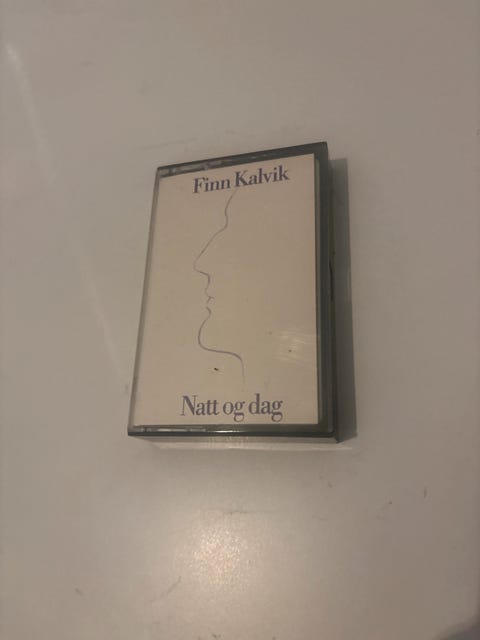 Finn Kalvik
Natt og dag